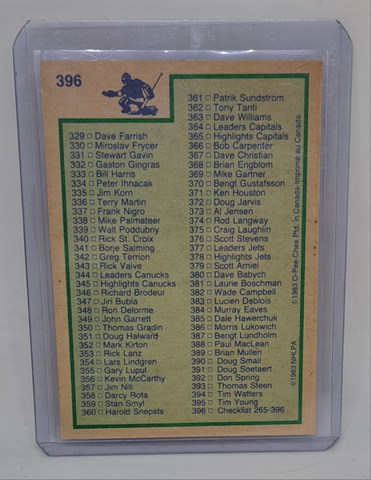 396
329 □ Dave Farrish
330 □ Miroslav Frycer
331 □ Stewart Gavin
332 □ Gaston Gingras
333 □ Bill Harris
334 □ Peter Ihnacak
335 □ Jim Korn
336 □ Terry Martin
337 □ Frank Nigro
338 □ Mike Palmateer
339 □ Walt Poddubny
340 □ Rick St. Croix
341 □ Borje Salming
342 □ Greg Terrion
343 □ Rick Vaive
344 □ Leaders Canucks
345 □ Highlights Canucks
346 □ Richard Brodeur
347 □ Jiri Bubla
348 □ Ron Delorme
349 □ John Garrett
350 □ Thomas Gradin
351 □ Doug Halward
352 □ Mark Kirton
353 □ Rick Lanz
354 □ Lars Lindgren
355 □ Gary Lupul
356 □ Kevin McCarthy
357 □ Jim Nill
358 □ Darcy Rota
359 □ Stan Smyl
360 □ Harold Snepsts
361 □ Patrik Sundstrom
362 □ Tony Tanti
363 □ Dave Williams
364 □ Leaders Capitals
365 □ Highlights Capitals
366 □ Bob Carpenter
367 □ Dave Christian
368 □ Brian Engblom
369 □ Mike Gartner
370 □ Bengt Gustafsson
371 □ Ken Houston
372 □ Doug Jarvis
373 □ Al Jensen
374 □ Rod Langway
375 □ Craig Laughlin
376 □ Scott Stevens
377 □ Leaders Jets
378 □ Highlights Jets
379 □ Scott Arniel
380 □ Dave Babych
381 □ Laurie Boschman
382 □ Wade Campbell
383 □ Lucien Deblois
384 □ Murray Eaves
385 □ Dale Hawerchuk
386 □ Morris Lukowich
387 □ Bengt Lundholm
388 □ Paul MacLean
389 □ Brian Mullen
390 □ Doug Smail
391 □ Doug Soetaert
392 □ Don Spring
393 □ Thomas Steen
394 □ Tim Watters
395 □ Tim Young
396 □ Checklist 265-396
©1983 NHLPA
©1983 O-Pee-Chee Ptd. in Canada-Imprimé au Canada